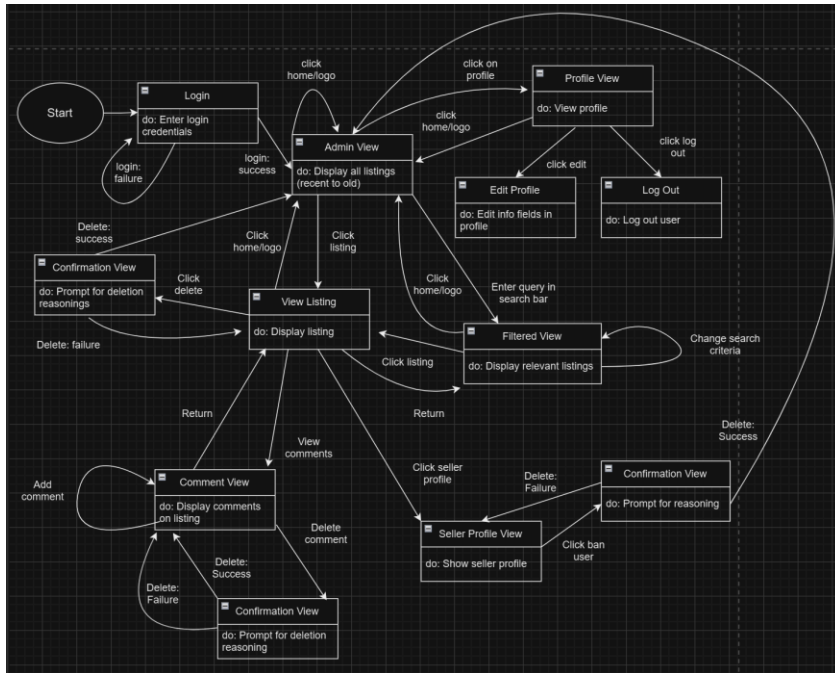 Start
Login
do: Enter login
credentials
login:
failure
login:
success
click
home/logo
click on
profile
Profile View
do: View profile
click
home/logo
Admin View
do: Display all listings
(recent to old)
click edit
click log
out
Edit Profile
do: Edit info fields in
profile
Log Out
do: Log out user
Delete:
success
Click
home/logo
Click
listing
Confirmation View
do: Prompt for deletion
reasonings
Click
delete
Click
home/logo
Enter query in
search bar
View Listing
do: Display listing
Delete: failure
Filtered View
do: Display relevant listings
Click listing
Change search
criteria
Return
Return
View
comments
Delete:
Success
Click seller
profile
Add
comment
Comment View
do: Display comments
on listing
Delete:
Failure
Confirmation View
do: Prompt for reasoning
Delete
comment
Seller Profile View
do: Show seller profile
Click ban
user
Delete:
Success
Delete:
Failure
Confirmation View
do: Prompt for deletion
reasoning